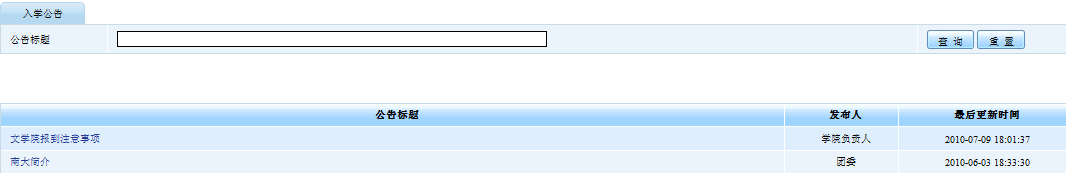 入学公告
公告标题 查 询 重 置
公告标题 发布人 最后更新时间
文学院报到注意事项 学院负责人 2010-07-09 18:01:37
南大简介 团委 2010-06-03 18:33:30